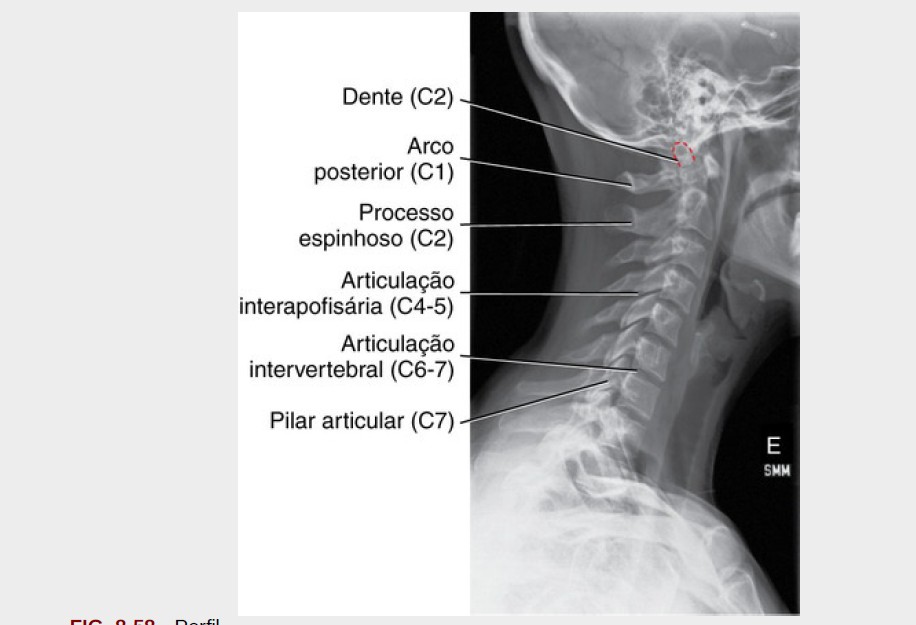 Dente (C2)
Arco
posterior (C1)
Processo
espinhoso (C2)
Articulação
interapofisária (C4-5)
Articulação
intervertebral (C6-7)
Pilar articular (C7)
E
SMM
FIG. 8-58 Perfil